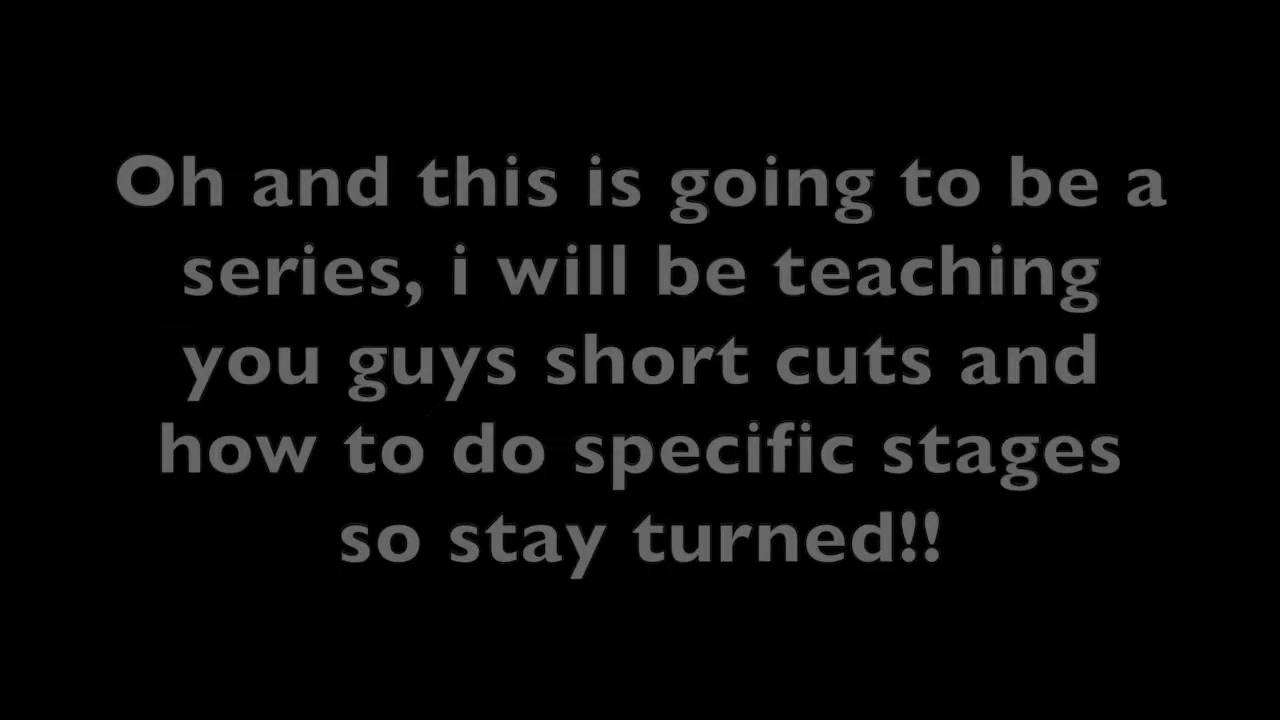 Oh and this is going to be a
series, i will be teaching
you guys short cuts and
how to do specific stages
so stay turned!!